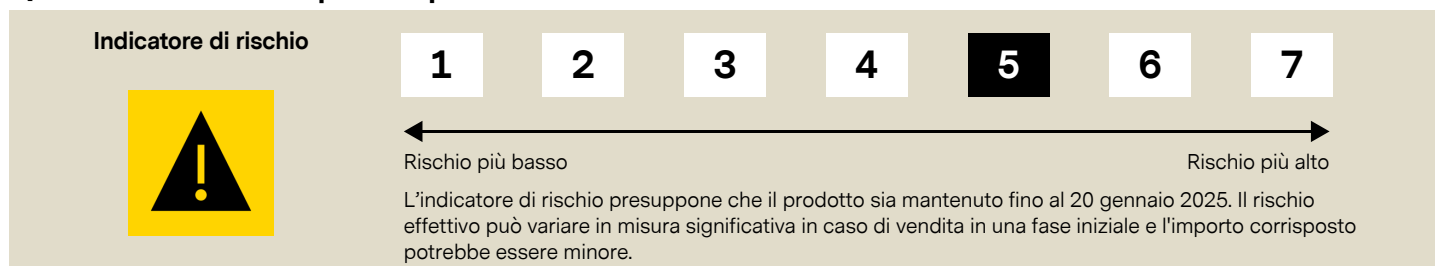 Indicatore di rischio
1 2 3 4 5 6 7
!
Rischio più basso Rischio più alto
L'indicatore di rischio presuppone che il prodotto sia mantenuto fino al 20 gennaio 2025. Il rischio
effettivo può variare in misura significativa in caso di vendita in una fase iniziale e l'importo corrisposto
potrebbe essere minore.